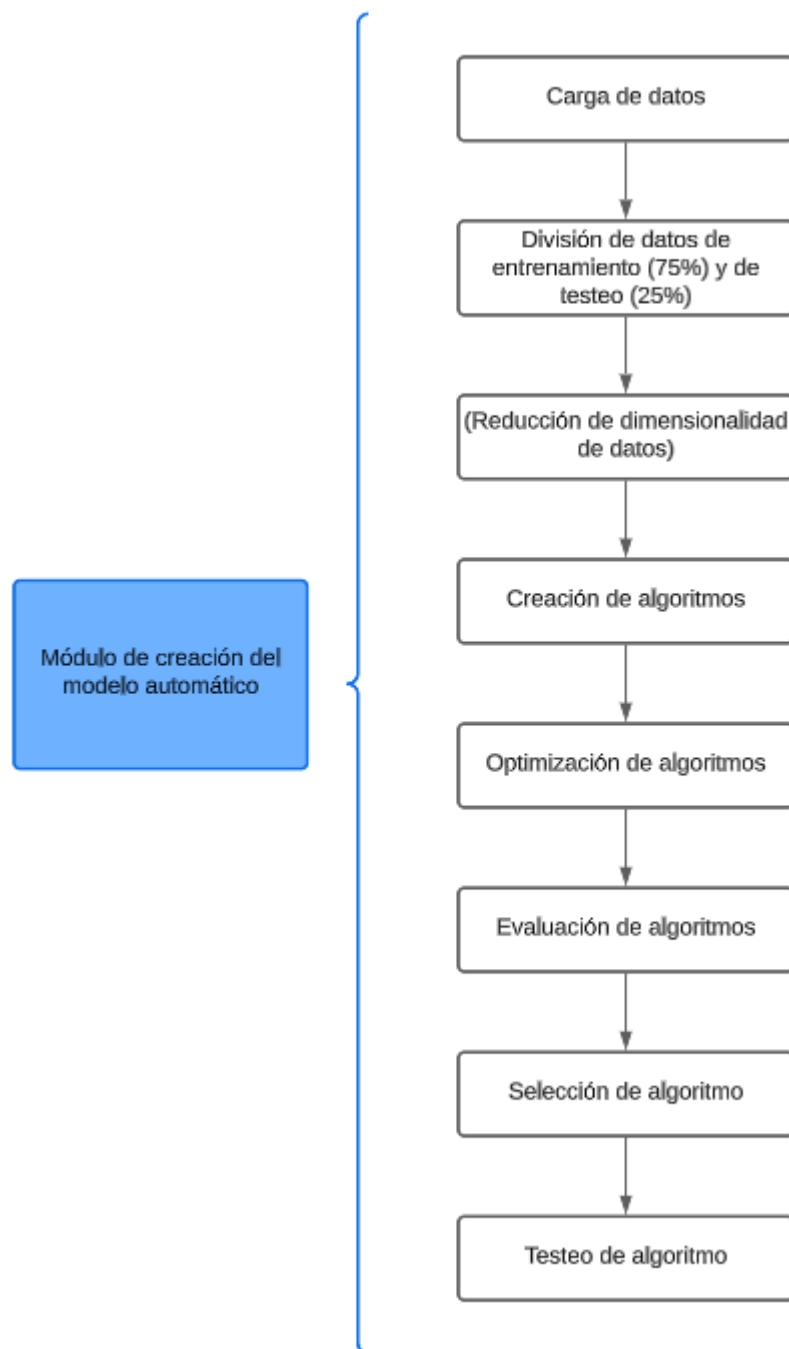 Carga de datos
División de datos de
entrenamiento (75%) y de
testeo (25%)
(Reducción de dimensionalidad
de datos)
Creación de algoritmos
Módulo de creación del
modelo automático
Optimización de algoritmos
Evaluación de algoritmos
Selección de algoritmo
Testeo de algoritmo